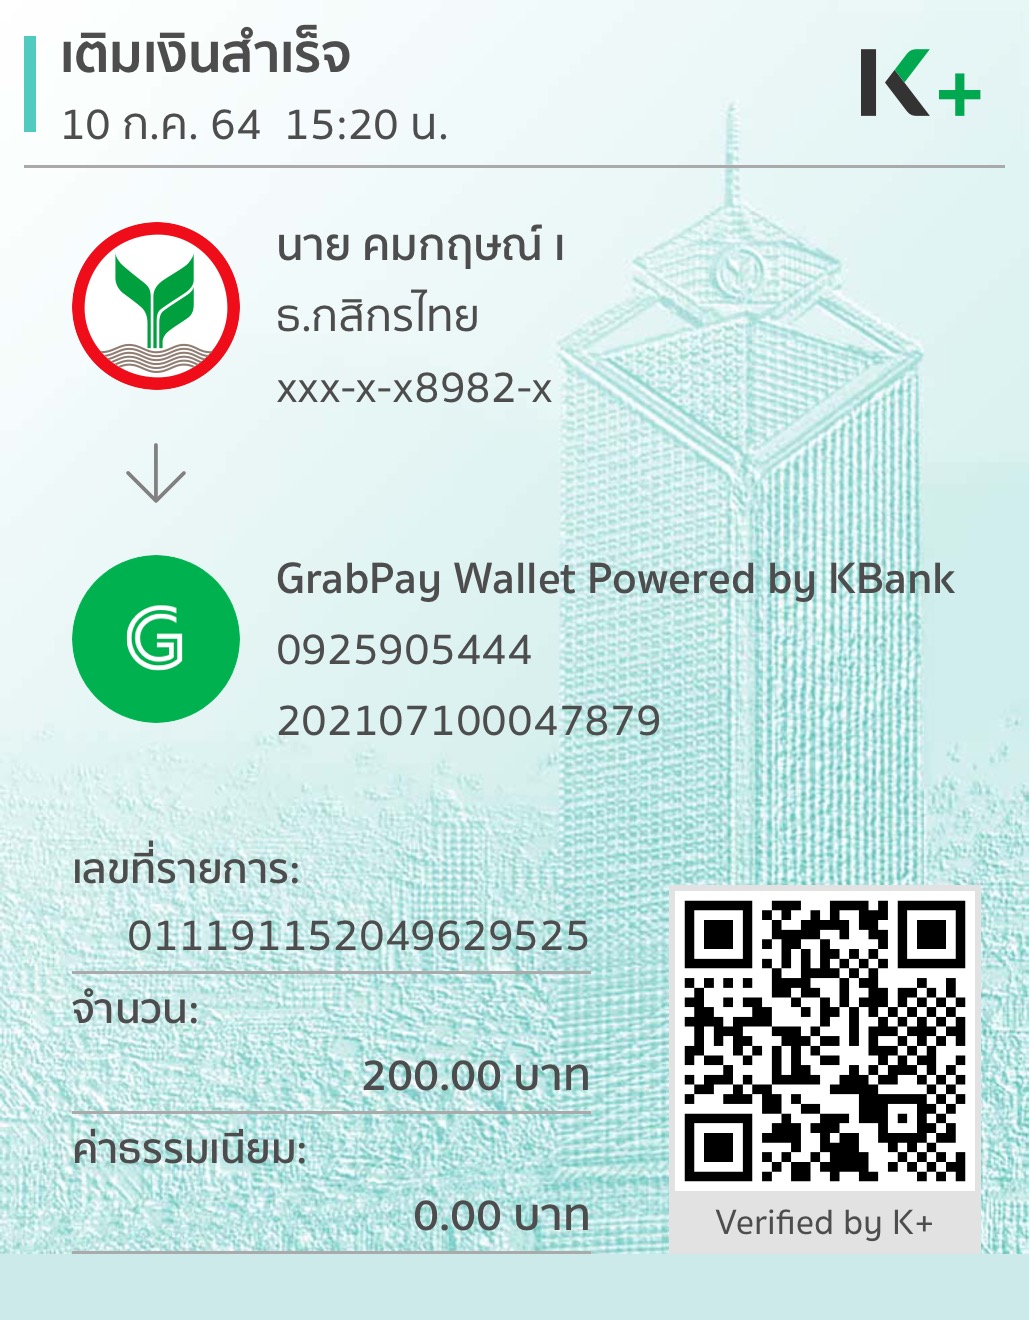 เติมเงินสำเร็จ
10 ก.ค. 64 15:20 น.
K+
นาย คมกฤษณ์ เ
ธ.กสิกรไทย
xxx-x-x8982-x
GrabPay Wallet Powered by KBank
0925905444
202107100047879
เลขที่รายการ:
011191152049629525
จำนวน:
200.00 บาท
ค่าธรรมเนียม:
0.00 บาท
Verified by K+